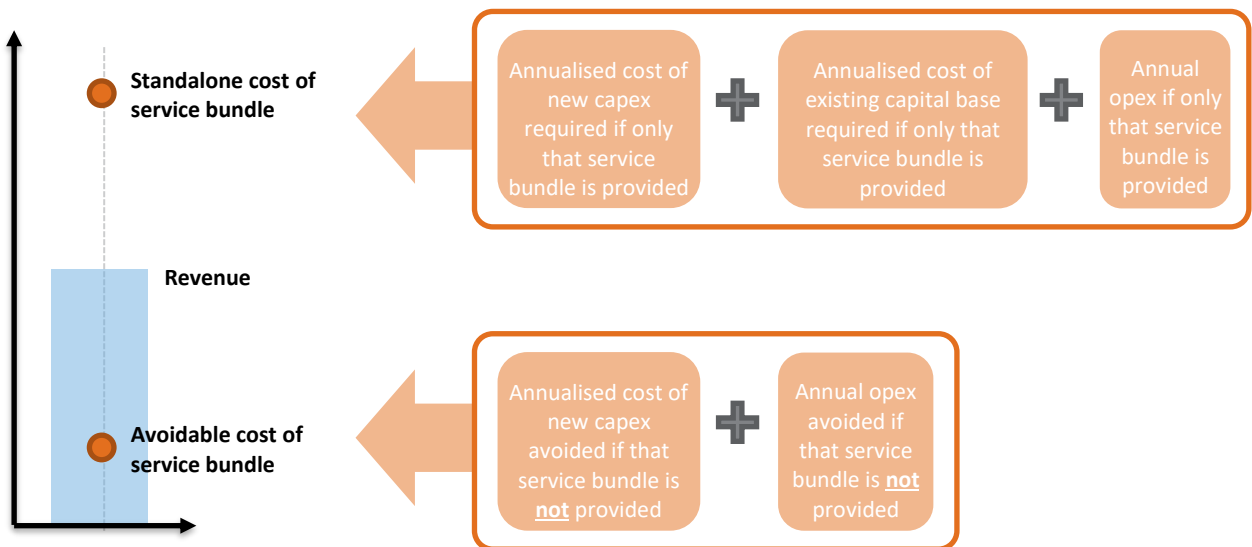 Standalone cost of
service bundle
Annualised cost of
new capex
required if only
that service
bundle is provided
Annualised cost of
existing capital base
required if only that
service bundle is
provided
Annual
opex if only
that service
bundle is
provided
Revenue
Avoidable cost of
service bundle
Annualised cost of
new capex
avoided if that
service bundle is
not provided
Annual opex
avoided if
that service
bundle is not
provided